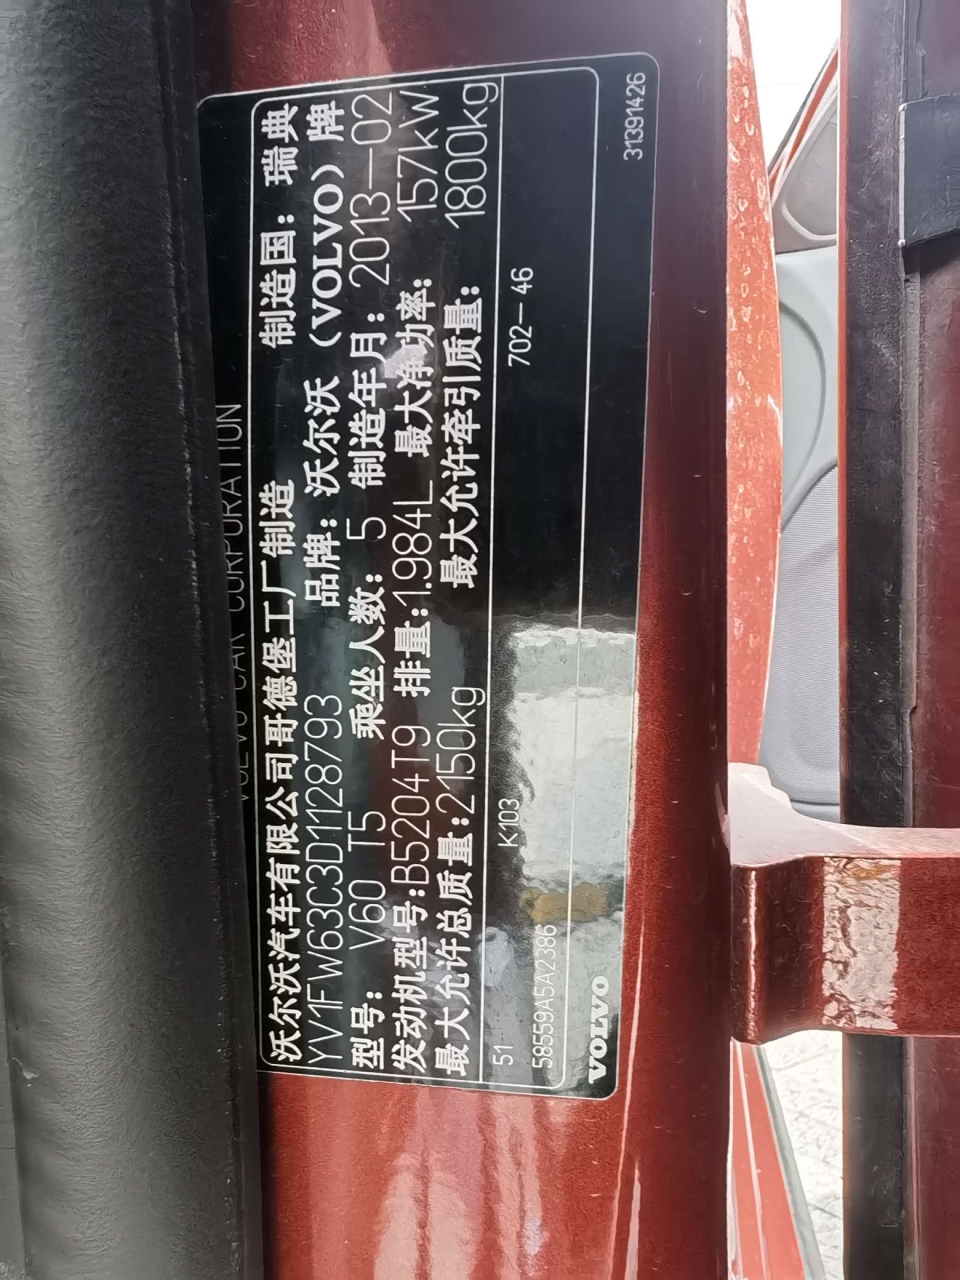 VOLVO CAR CORPORATION
沃尔沃汽车有限公司哥德堡工厂制造 制造国：瑞典
YV1FW63C3D1128793 品牌：沃尔沃（VOLVO）牌
型号： V60 T5 乘坐人数： 5 制造年月：2013-02
发动机型号：B5204T9 排量：1.984L 最大净功率： 157kW
最大允许总质量：2150kg 最大允许牵引质量： 1800kg
51 K103 702-46
58559A5A2386
VOLVO 31391426